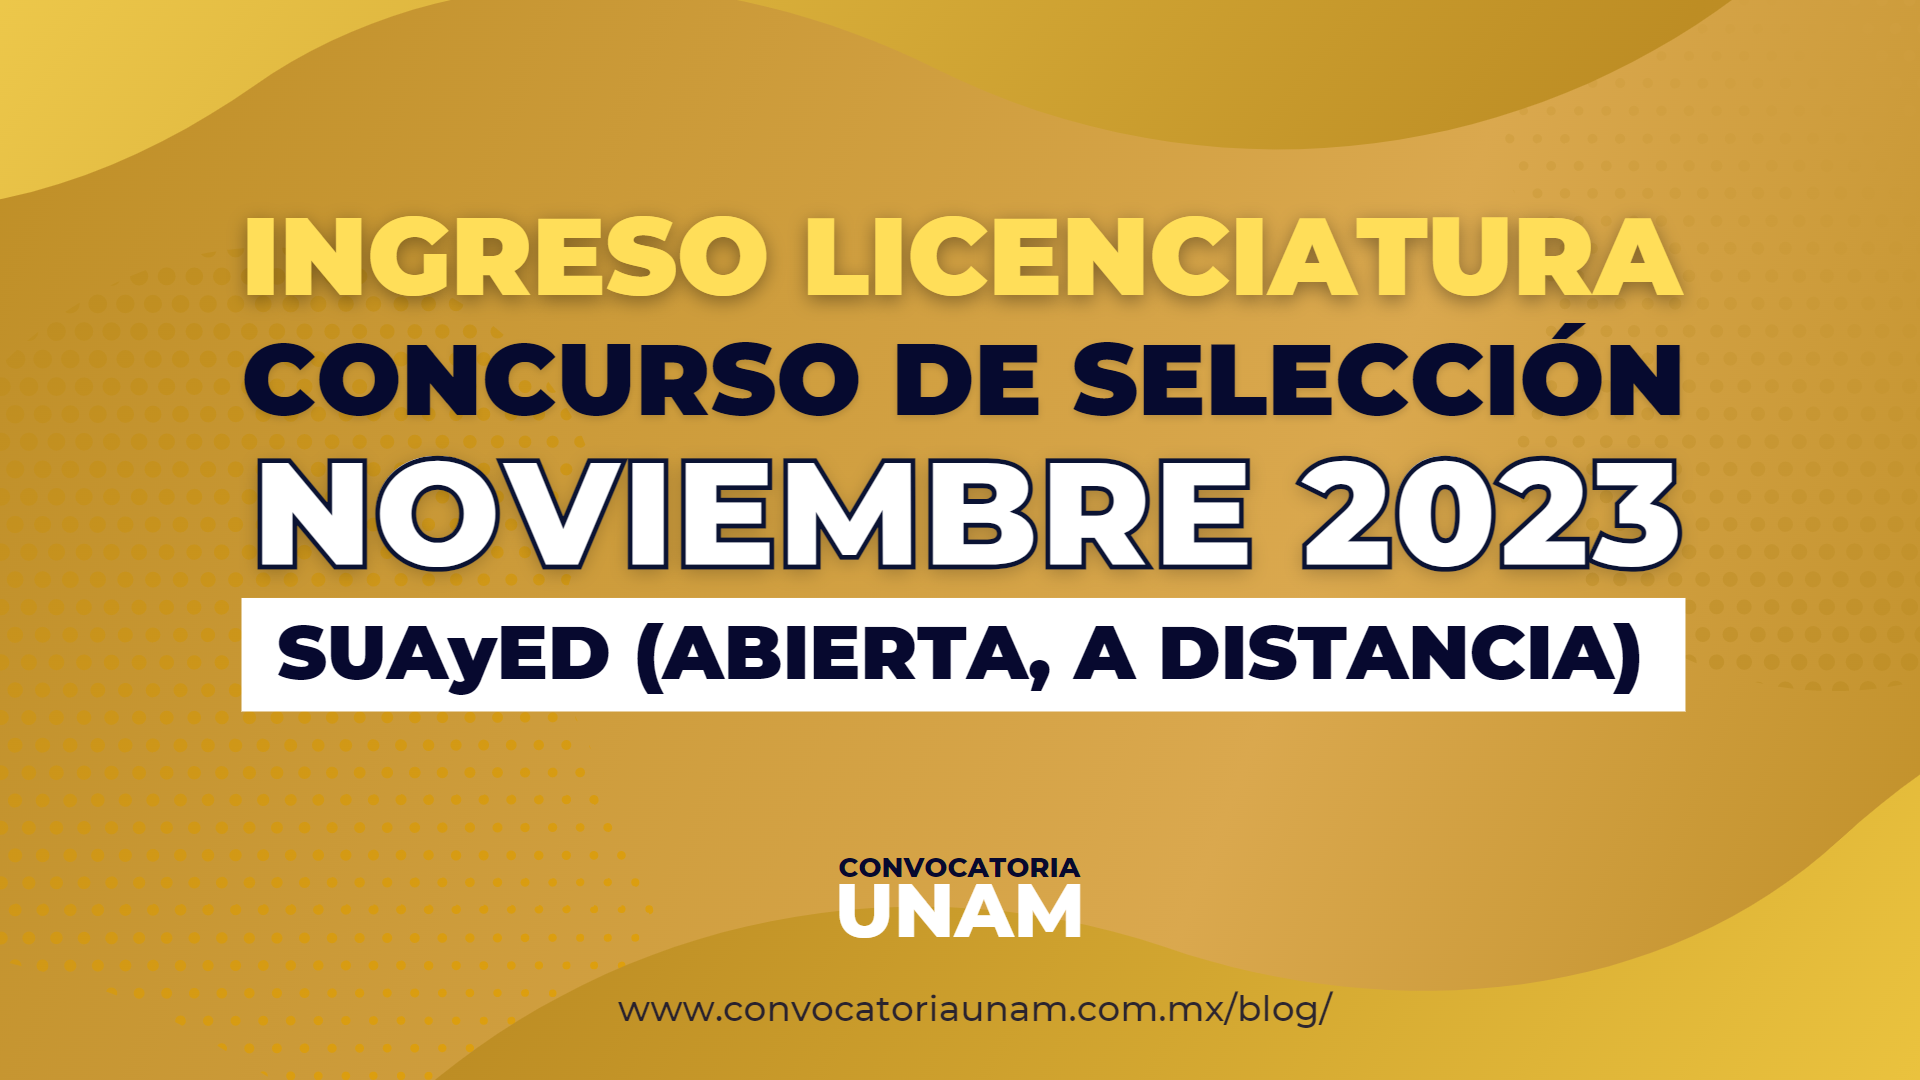 INGRESO LICENCIATURA
CONCURSO DE SELECCIÓN
NOVIEMBRE 2023
SUAyED (ABIERTA, A DISTANCIA)
CONVOCATORIA
UNAM
www.convocatoriaunam.com.mx/blog/